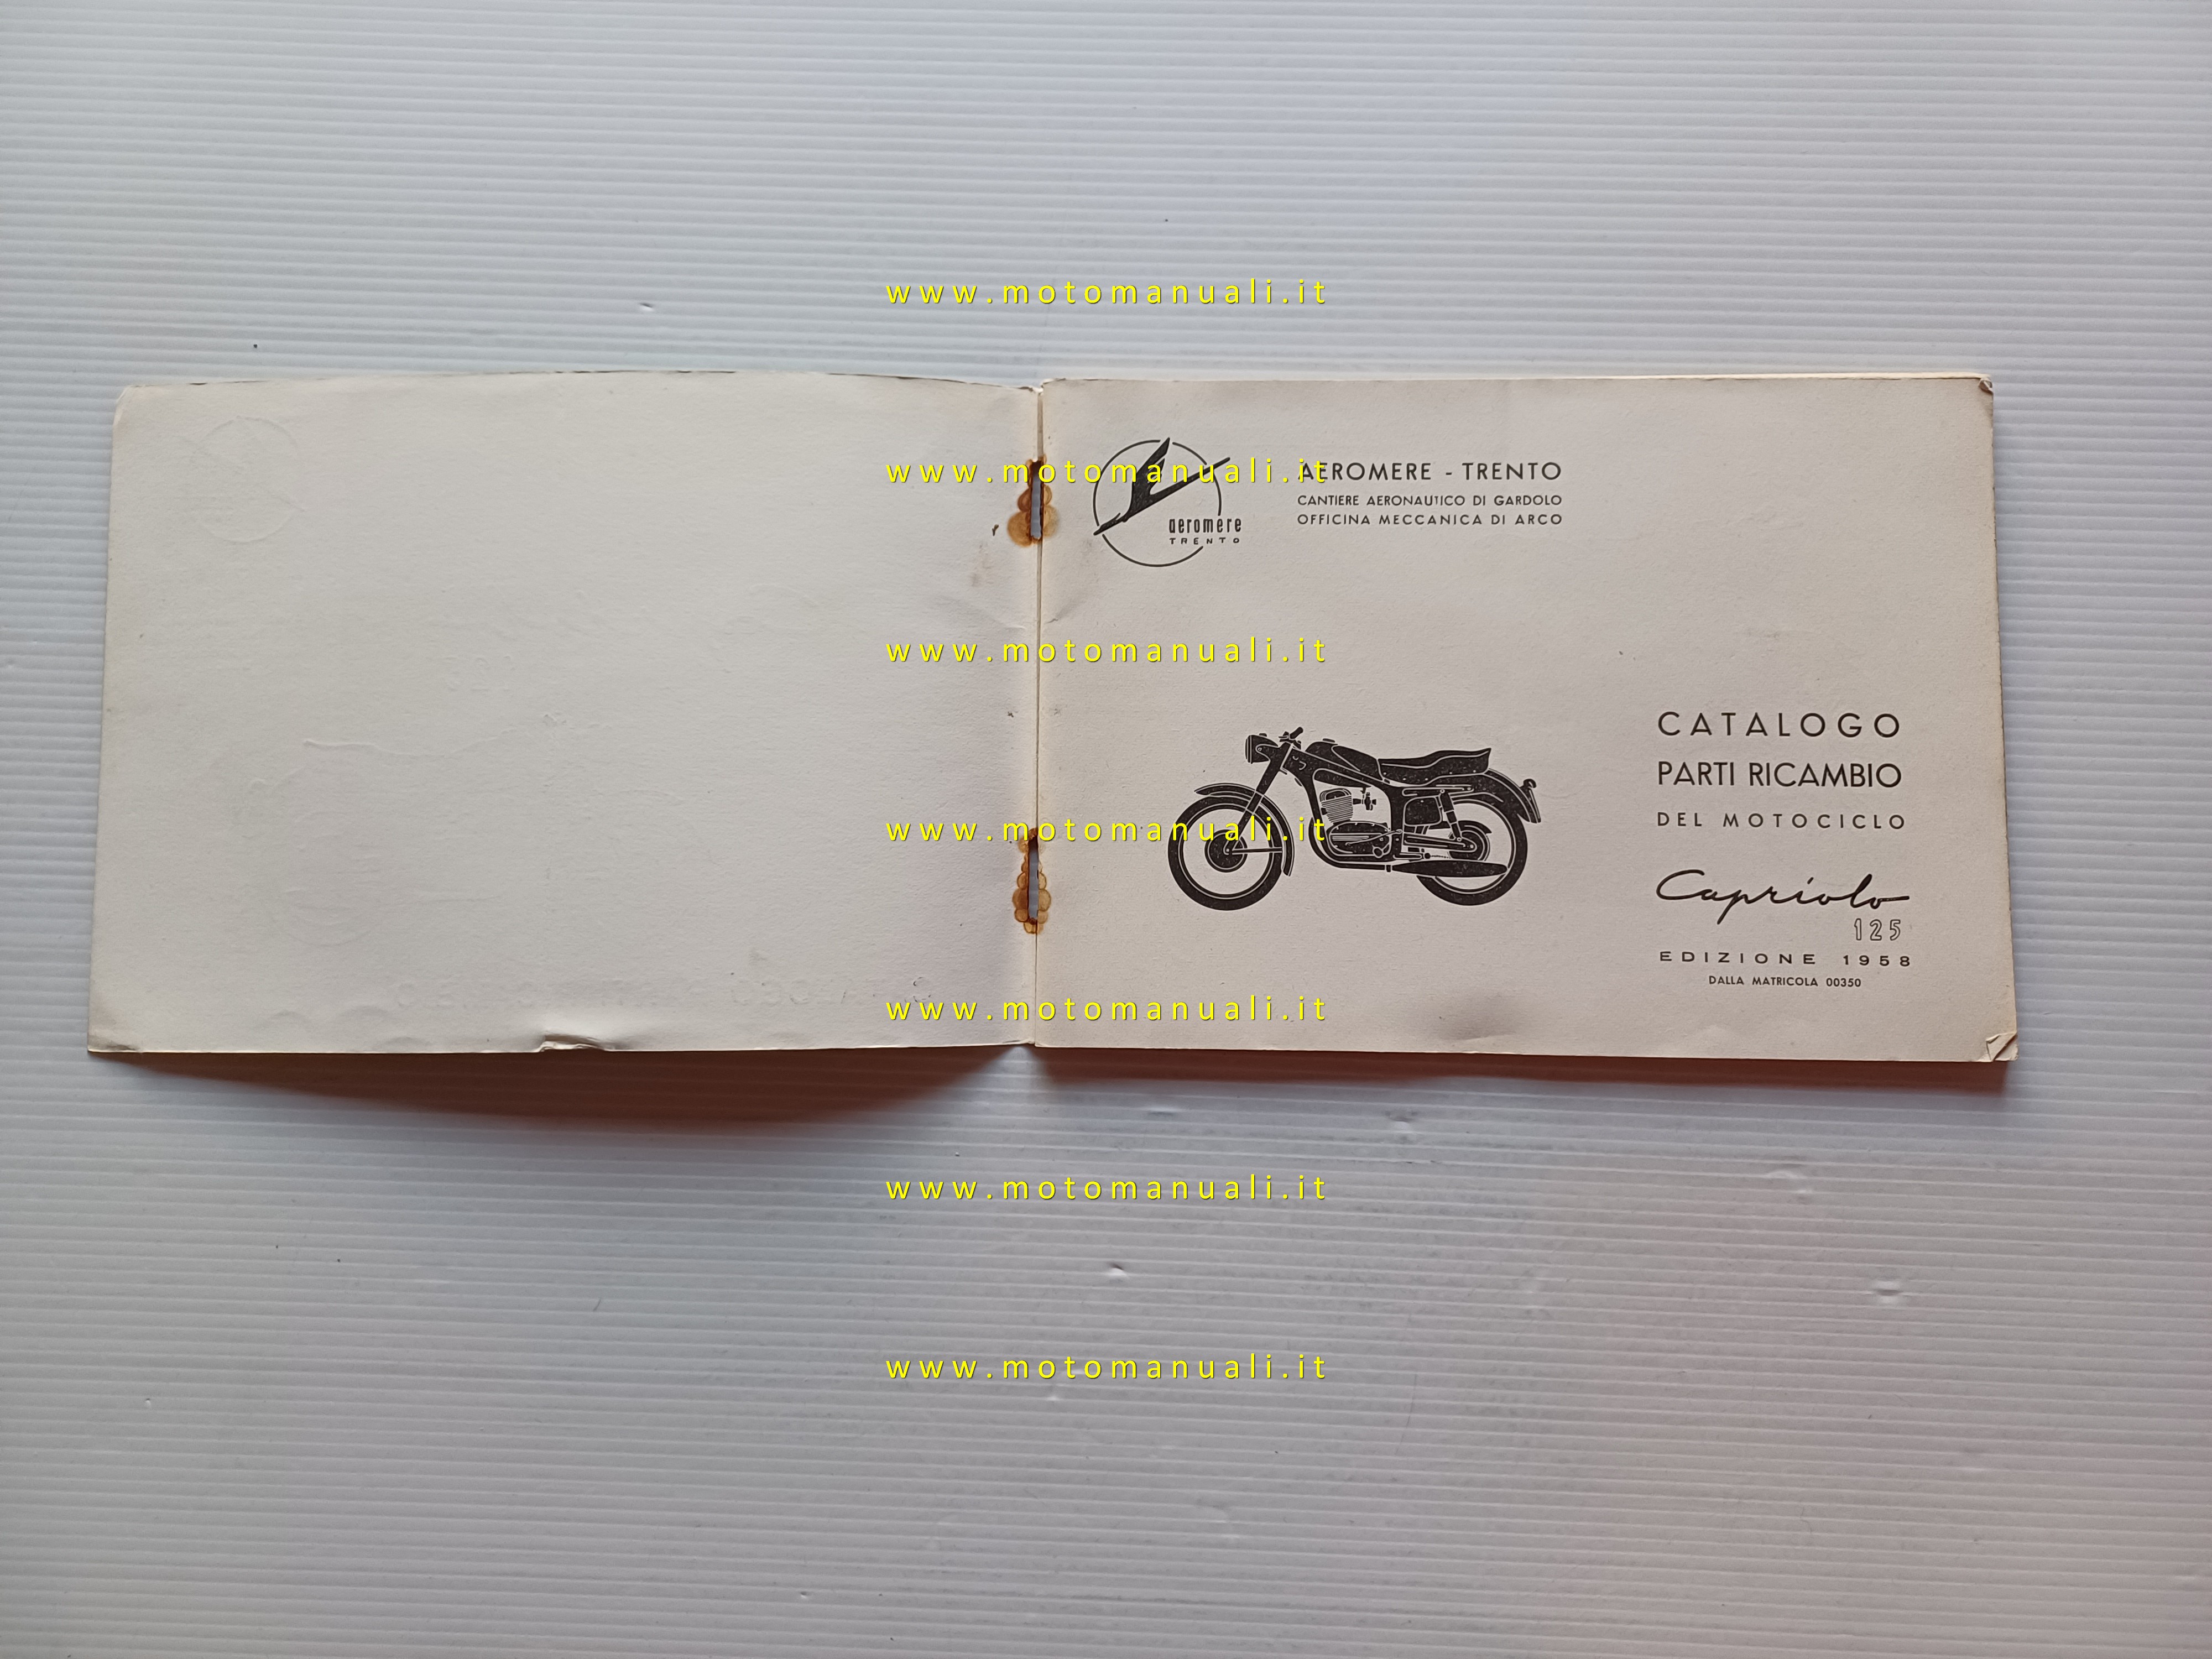 www.motomanuali.it
www.motomanuali.it
aeromere
TRENTO
AEROMERE - TRENTO
CANTIERE AERONAUTICO DI GARDOLO
OFFICINA MECCANICA DI ARCO
www.motomanuali.it
CATALOGO
PARTI RICAMBIO
DEL MOTOCICLO
www.motomanuali.it
Capriolo
125
EDIZIONE 1958
DALLA MATRICOLA 00350
www.motomanuali.it
www.motomanuali.it
www.motomanuali.it